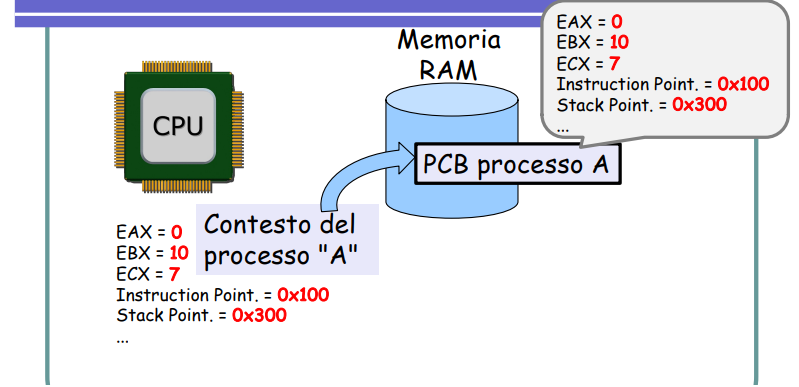 CPU
EAX = 0
EBX = 10
ECX = 7
Instruction Point. = 0x100
Stack Point. = 0x300
...
Contesto del
processo "A"
Memoria
RAM
PCB processo A
EAX = 0
EBX = 10
ECX = 7
Instruction Point. = 0x100
Stack Point. = 0x300
...